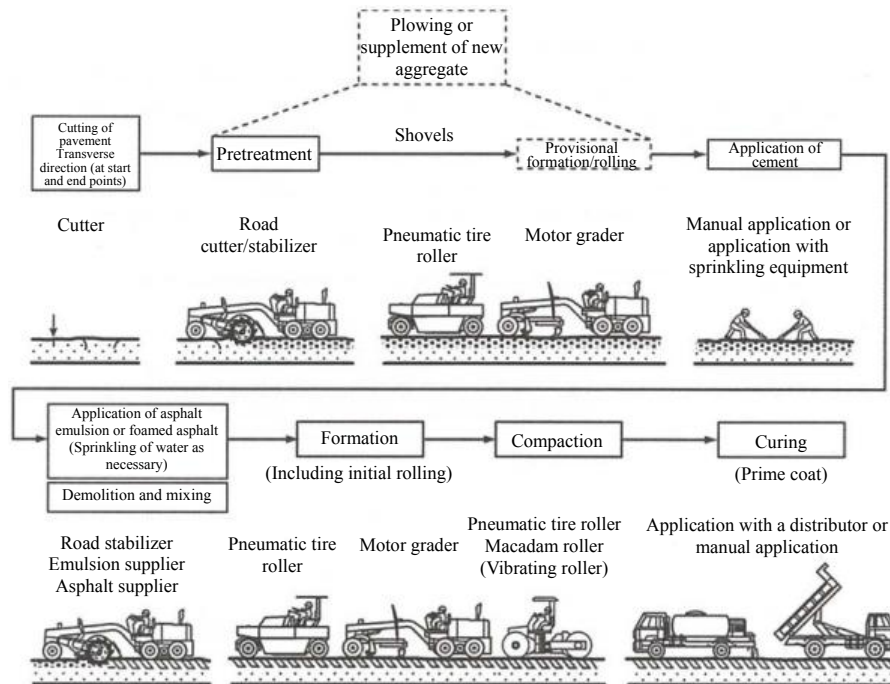 Plowing or
supplement of new
aggregate
Cutting of
pavement
Transverse
direction (at start
and end points)
Pretreatment
Shovels
Provisional
formation/rolling
Application of
cement
Cutter
Road
cutter/stabilizer
Pneumatic tire
roller
Motor grader
Manual application or
application with
sprinkling equipment
Application of asphalt
emulsion or foamed asphalt
(Sprinkling of water as
necessary)
Demolition and mixing
Formation
(Including initial rolling)
Compaction
Curing
(Prime coat)
Road stabilizer
Emulsion supplier
Asphalt supplier
Pneumatic tire
roller
Motor grader
Pneumatic tire roller
Macadam roller
(Vibrating roller)
Application with a distributor or
manual application